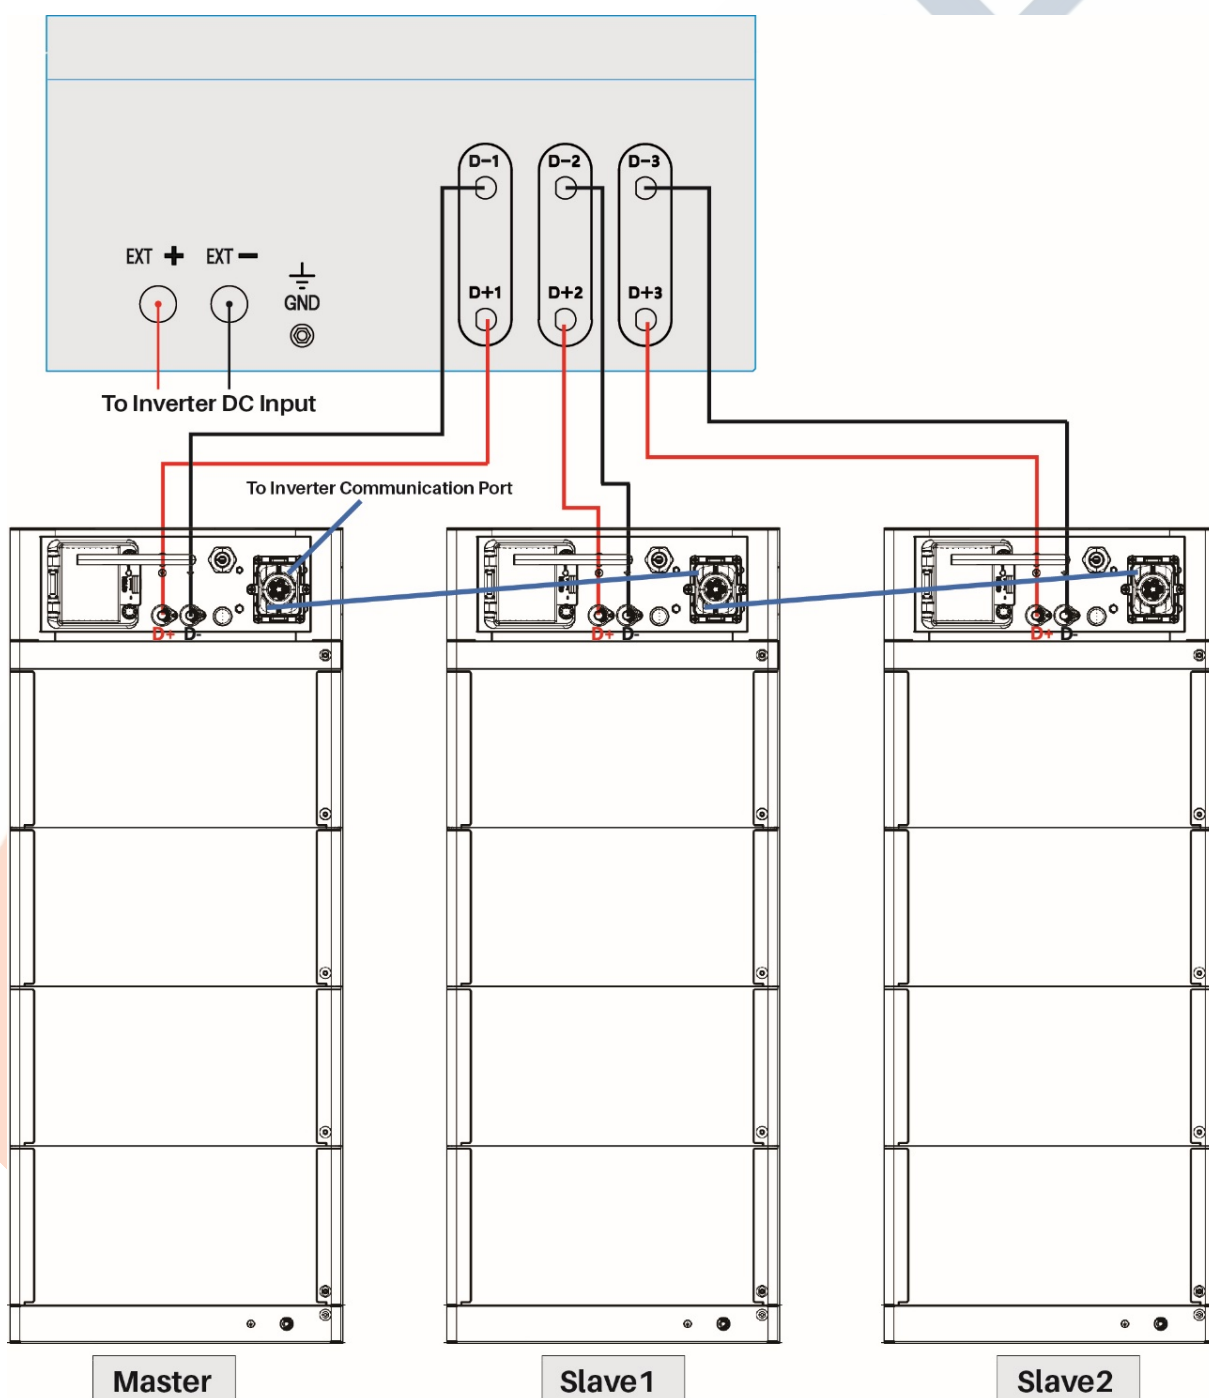 D-1 D-2 D-3
EXT + EXT -
GND
D+1 D+2 D+3
To Inverter DC Input
To Inverter Communication Port
D+ D- D+ D- D+ D-
Master Slave1 Slave2